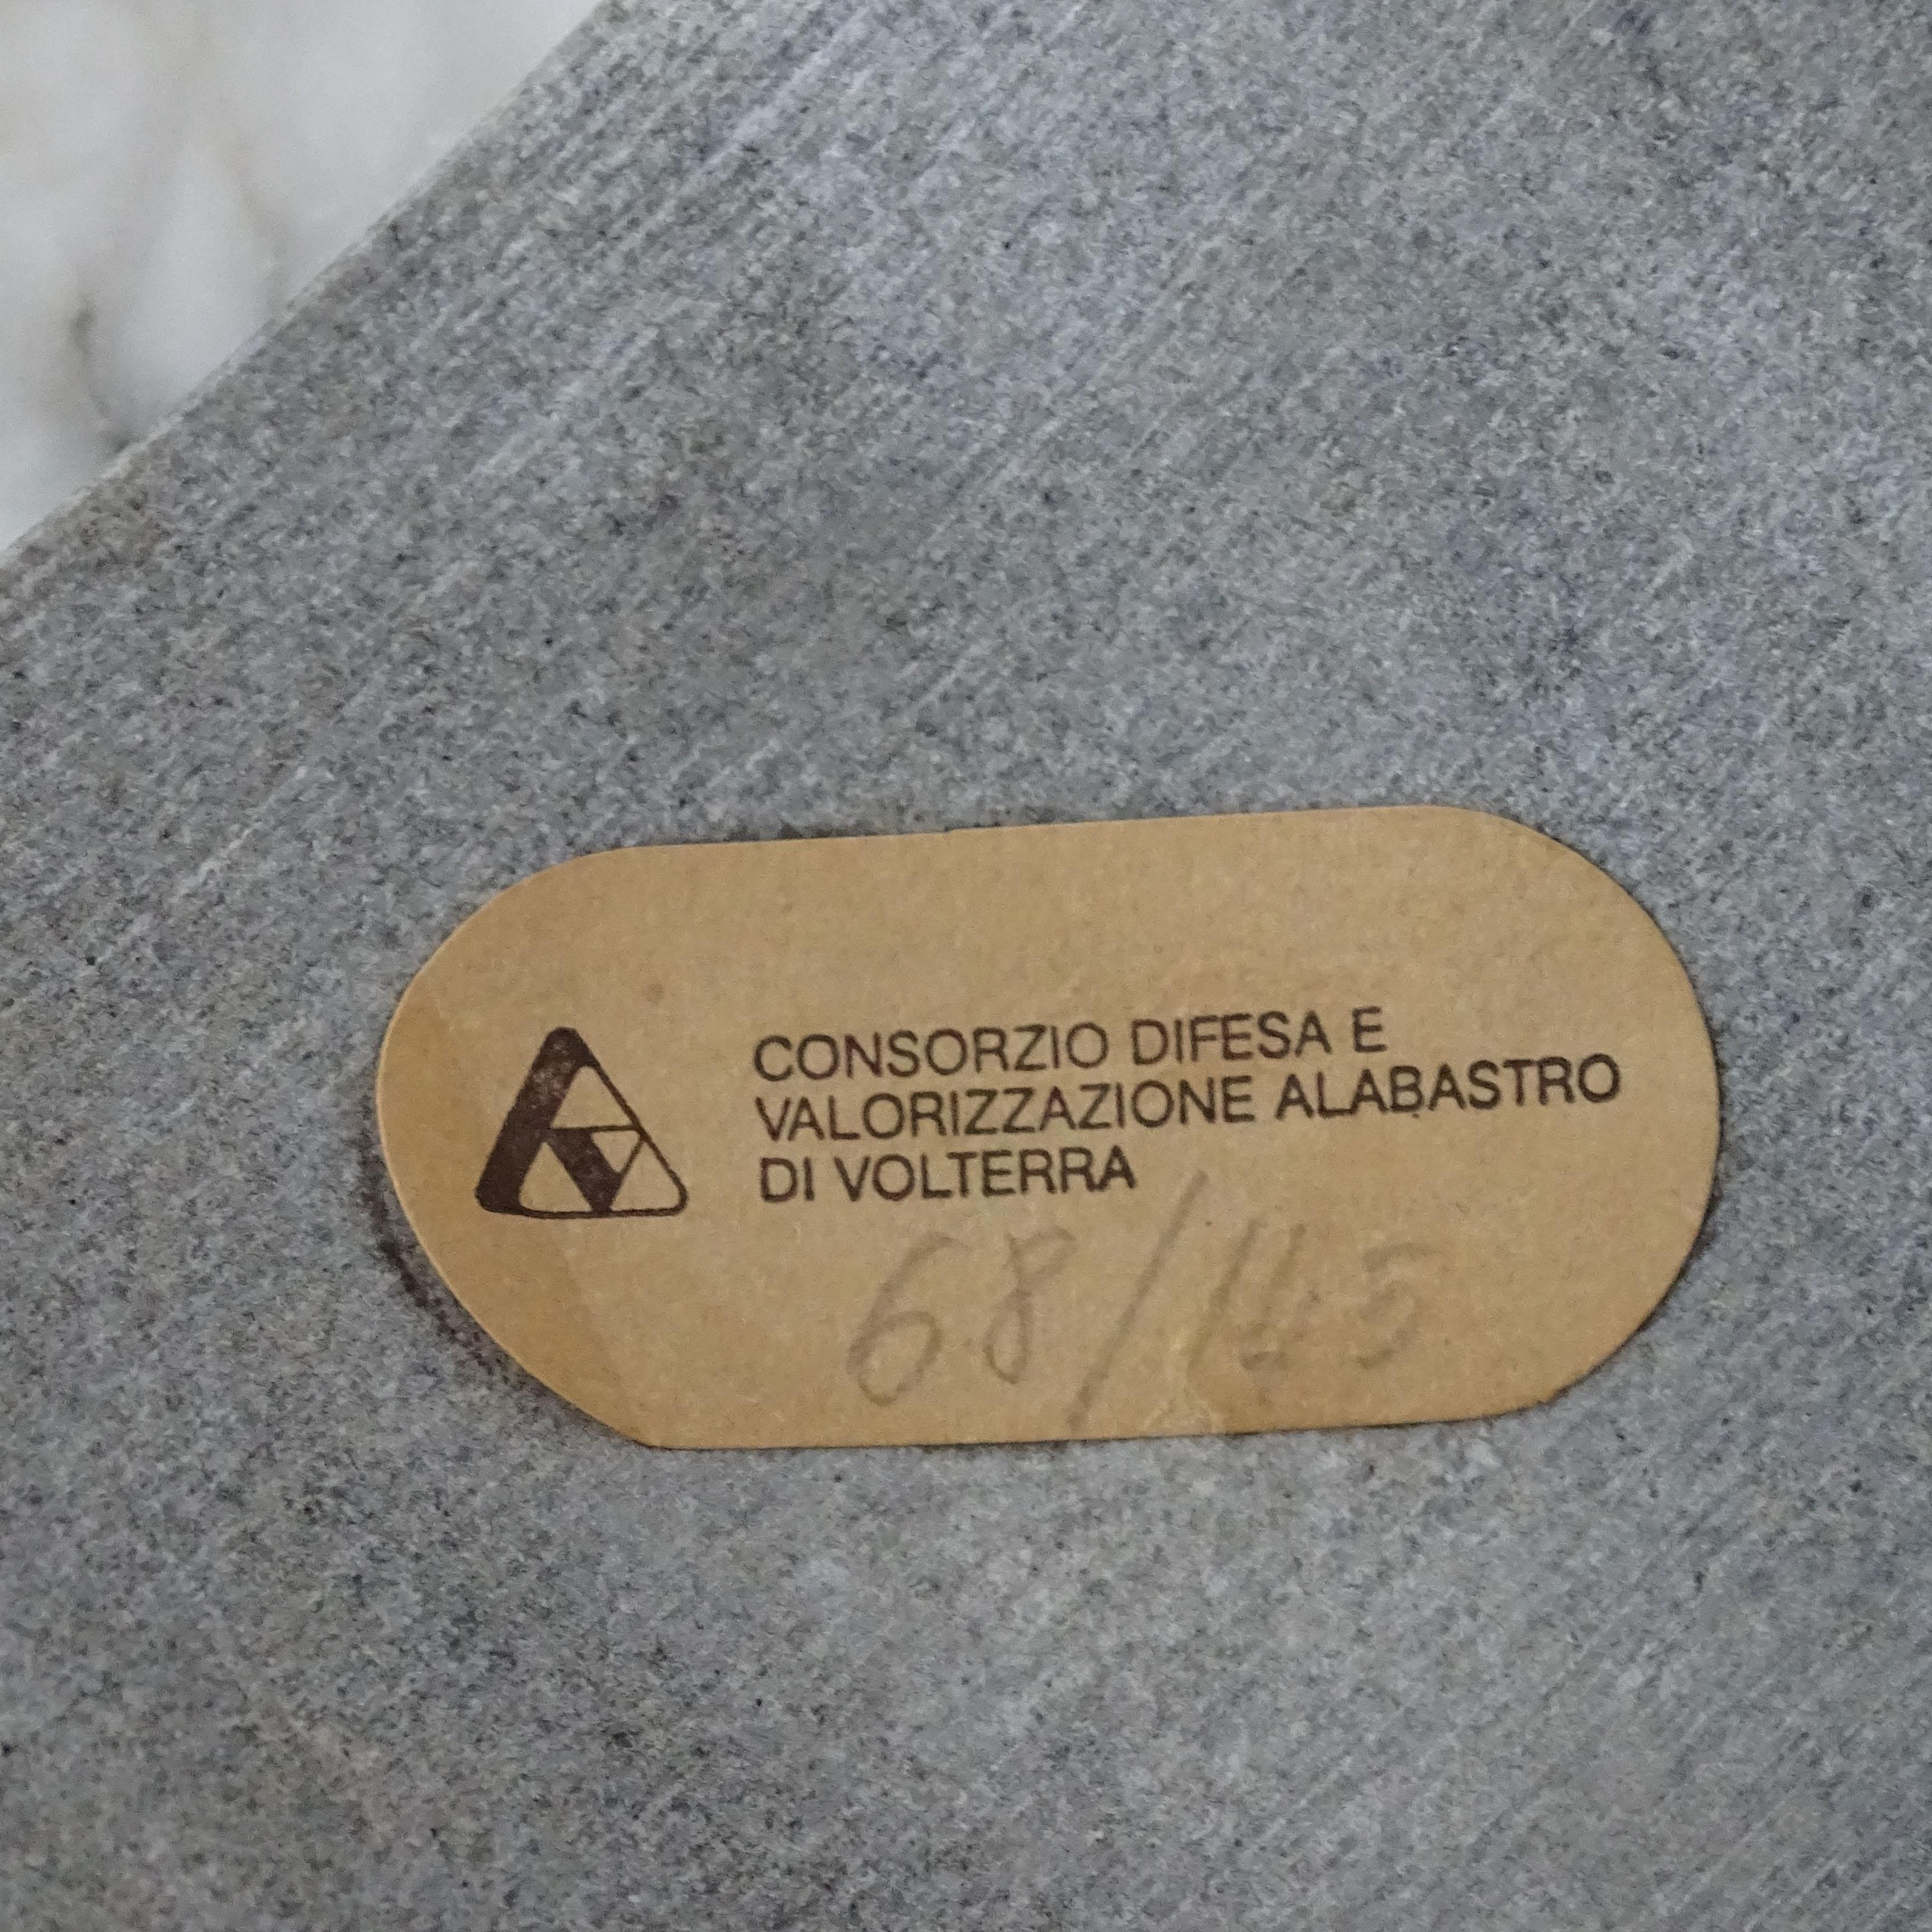 CONSORZIO DIFESA E
VALORIZZAZIONE ALABASTRO
DI VOLTERRA
68/145